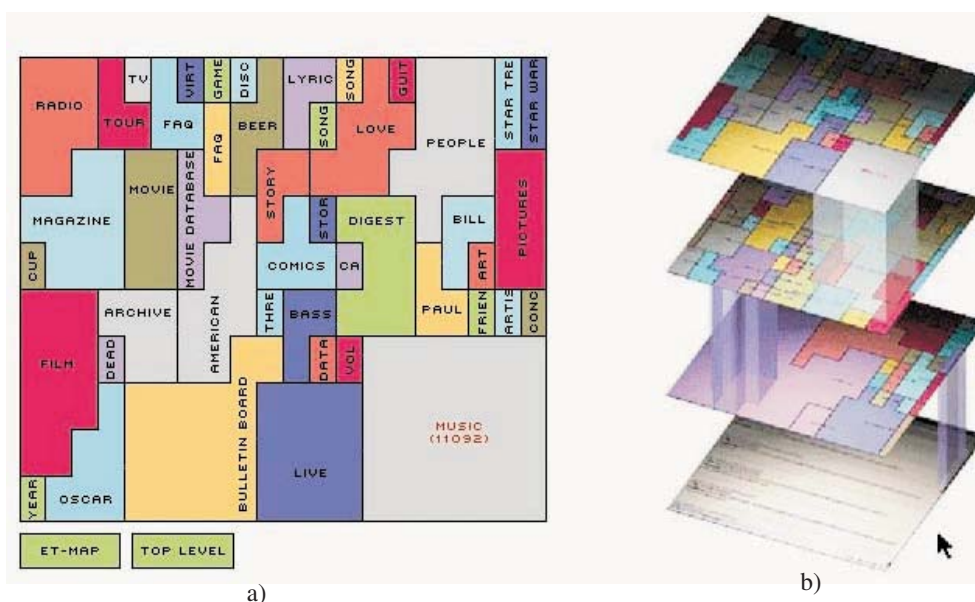 RADIO
TOUR
TV
FAQ
VIRT
GAME
FAQ
DISC
BEER
LYRIC
SONG
SONG
LOVE
GUIT
PEOPLE
STAR TRE
STAR WAR
MAGAZINE
CUP
MOVIE
MOVIE DATABASE
STORY
STOR
COMICS
CA
DIGEST
BILL
ART
PICTURES
FILM
ARCHIVE
DEAD
AMERICAN
THRE
BASS
DATA
VOL
PAUL
FRIEN
ARTIS
CONC
YEAR
OSCAR
BULLETIN BOARD
LIVE
MUSIC
(11092)
ET-MAP
TOP LEVEL
a)
b)